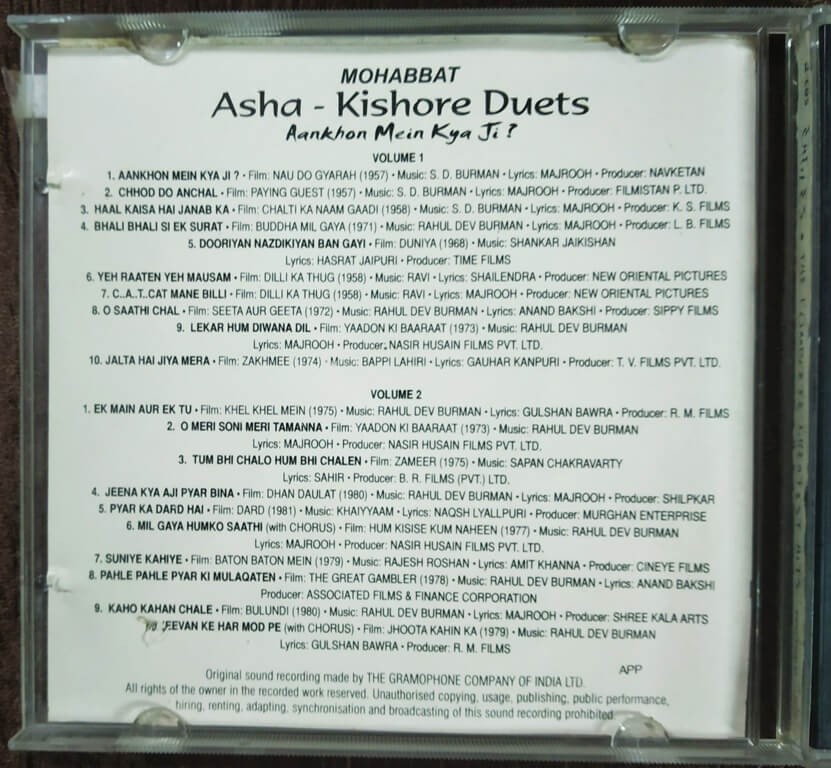 MOHABBAT
Asha - Kishore Duets
Aankhon Mein Kya Ji?
VOLUME 1
1. AANKHON MEIN KYA JI ? • Film: NAU DO GYARAH (1957) • Music: S. D. BURMAN • Lyrics: MAJROOH • Producer: NAVKETAN
2. CHHOD DO ANCHAL • Film: PAYING GUEST (1957) • Music: S. D. BURMAN • Lyrics: MAJROOH • Producer: FILMISTAN P. LTD.
3. HAAL KAISA HAI JANAB KA • Film: CHALTI KA NAAM GAADI (1958) • Music: S. D. BURMAN • Lyrics: MAJROOH • Producer: K. S. FILMS
4. BHALI BHALI SI EK SURAT • Film: BUDDHA MIL GAYA (1971) • Music: RAHUL DEV BURMAN • Lyrics: MAJROOH • Producer: L. B. FILMS
5. DOORIYAN NAZDIKIYAN BAN GAYI • Film: DUNIYA (1968) • Music: SHANKAR JAIKISHAN
Lyrics: HASRAT JAIPURI • Producer: TIME FILMS
6. YEH RAATEN YEH MAUSAM • Film: DILLI KA THUG (1958) • Music: RAVI • Lyrics: SHAILENDRA • Producer: NEW ORIENTAL PICTURES
7. C..A..T..CAT MANE BILLI • Film: DILLI KA THUG (1958) • Music: RAVI • Lyrics: MAJROOH • Producer: NEW ORIENTAL PICTURES
8. O SAATHI CHAL • Film: SEETA AUR GEETA (1972) • Music: RAHUL DEV BURMAN • Lyrics: ANAND BAKSHI • Producer: SIPPY FILMS
9. LEKAR HUM DIWANA DIL • Film: YAADON KI BAARAAT (1973) • Music: RAHUL DEV BURMAN
Lyrics: MAJROOH • Producer: NASIR HUSAIN FILMS PVT. LTD.
10. JALTA HAI JIYA MERA • Film: ZAKHMEE (1974) • Music: BAPPI LAHIRI • Lyrics: GAUHAR KANPURI • Producer: T. V. FILMS PVT. LTD.
VOLUME 2
1. EK MAIN AUR EK TU • Film: KHEL KHEL MEIN (1975) • Music: RAHUL DEV BURMAN • Lyrics: GULSHAN BAWRA • Producer: R. M. FILMS
2. O MERI SONI MERI TAMANNA • Film: YAADON KI BAARAAT (1973) • Music: RAHUL DEV BURMAN
Lyrics: MAJROOH • Producer: NASIR HUSAIN FILMS PVT. LTD.
3. TUM BHI CHALO HUM BHI CHALEN • Film: ZAMEER (1975) • Music: SAPAN CHAKRAVARTY
Lyrics: SAHIR • Producer: B. R. FILMS (PVT.) LTD.
4. JEENA KYA AJI PYAR BINA • Film: DHAN DAULAT (1980) • Music: RAHUL DEV BURMAN • Lyrics: MAJROOH • Producer: SHILPKAR
5. PYAR KA DARD HAI • Film: DARD (1981) • Music: KHAIYYAAM • Lyrics: NAQSH LYALLPURI • Producer: MURGHAN ENTERPRISE
6. MIL GAYA HUMKO SAATHI (with CHORUS) • Film: HUM KISISE KUM NAHEEN (1977) • Music: RAHUL DEV BURMAN
Lyrics: MAJROOH • Producer: NASIR HUSAIN FILMS PVT. LTD.
7. SUNIYE KAHIYE • Film: BATON BATON MEIN (1979) • Music: RAJESH ROSHAN • Lyrics: AMIT KHANNA • Producer: CINEYE FILMS
8. PAHLE PAHLE PYAR KI MULAQATEN • Film: THE GREAT GAMBLER (1978) • Music: RAHUL DEV BURMAN • Lyrics: ANAND BAKSHI
Producer: ASSOCIATED FILMS & FINANCE CORPORATION
9. KAHO KAHAN CHALE • Film: BULUNDI (1980) • Music: RAHUL DEV BURMAN • Lyrics: MAJROOH • Producer: SHREE KALA ARTS
KE HAR MOD PE (with CHORUS) • Film: JHOOTA KAHIN KA (1979) • Music: RAHUL DEV BURMAN
Lyrics: GULSHAN BAWRA • Producer: R. M. FILMS
APP
Original sound recording made by THE GRAMOPHONE COMPANY OF INDIA LTD.
All rights of the owner in the recorded work reserved. Unauthorised copying, usage, publishing, public performance,
hiring, renting, adapting, synchronisation and broadcasting of this sound recording prohibited